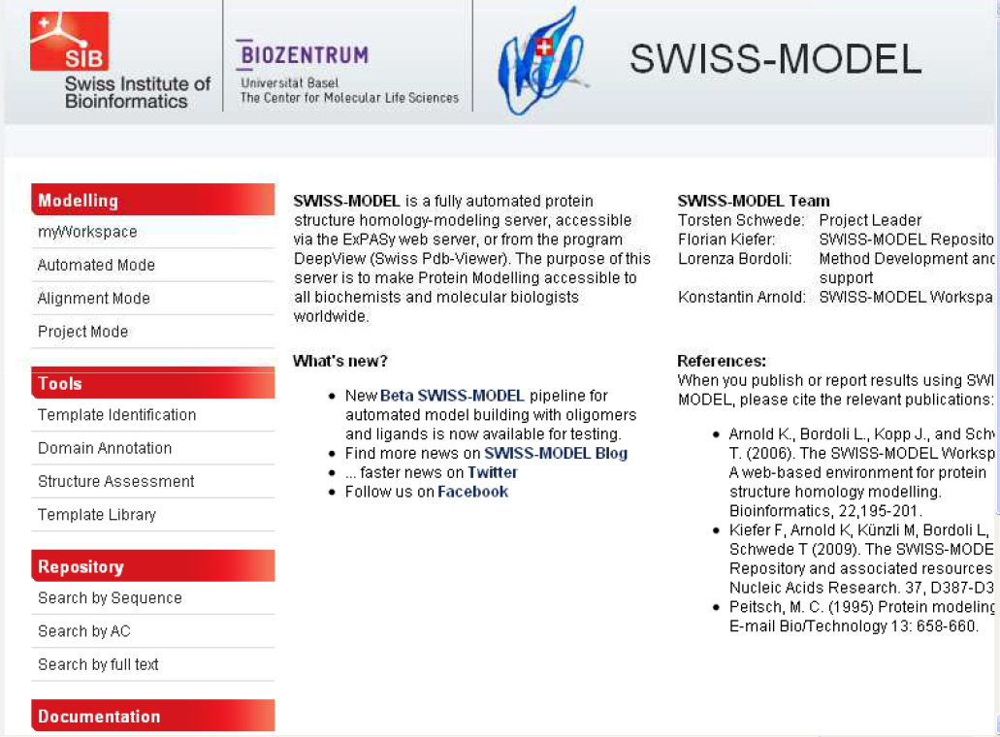 SIB
Swiss Institute of
Bioinformatics
BIOZENTRUM
Universität Basel
The Center for Molecular Life Sciences
SWISS-MODEL
Modelling
myWorkspace
Automated Mode
Alignment Mode
Project Mode
Tools
Template Identification
Domain Annotation
Structure Assessment
Template Library
Repository
Search by Sequence
Search by AC
Search by full text
Documentation
SWISS-MODEL is a fully automated protein
structure homology-modeling server, accessible
via the ExPASy web server, or from the program
DeepView (Swiss Pdb-Viewer). The purpose of this
server is to make Protein Modelling accessible to
all biochemists and molecular biologists
worldwide.
What's new?
• New Beta SWISS-MODEL pipeline for
automated model building with oligomers
and ligands is now available for testing.
• Find more news on SWISS-MODEL Blog
• ... faster news on Twitter
• Follow us on Facebook
SWISS-MODEL Team
Torsten Schwede: Project Leader
Florian Kiefer: SWISS-MODEL Reposito
Lorenza Bordoli: Method Development and
support
Konstantin Arnold: SWISS-MODEL Workspa
References:
When you publish or report results using SWI
MODEL, please cite the relevant publications:
• Arnold K., Bordoli L., Kopp J., and Schw
T. (2006). The SWISS-MODEL Worksp
A web-based environment for protein
structure homology modelling.
Bioinformatics, 22,195-201.
• Kiefer F, Arnold K, Künzli M, Bordoli L,
Schwede T (2009). The SWISS-MODE
Repository and associated resources
Nucleic Acids Research. 37, D387-D3
• Peitsch, M. C. (1995) Protein modeling
E-mail Bio/Technology 13: 658-660.